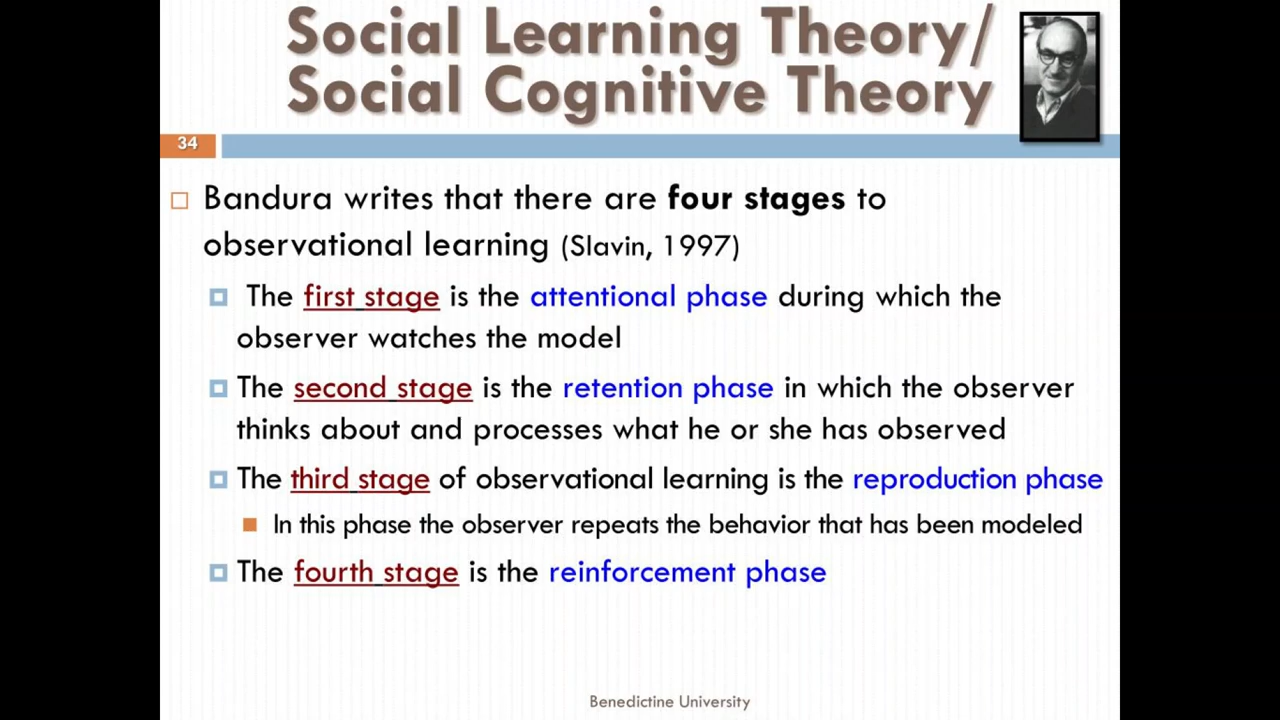 Social Learning Theory/
Social Cognitive Theory
34
Bandura writes that there are four stages to
observational learning (Slavin, 1997)
The first stage is the attentional phase during which the
observer watches the model
The second stage is the retention phase in which the observer
thinks about and processes what he or she has observed
The third stage of observational learning is the reproduction phase
In this phase the observer repeats the behavior that has been modeled
The fourth stage is the reinforcement phase
Benedictine University